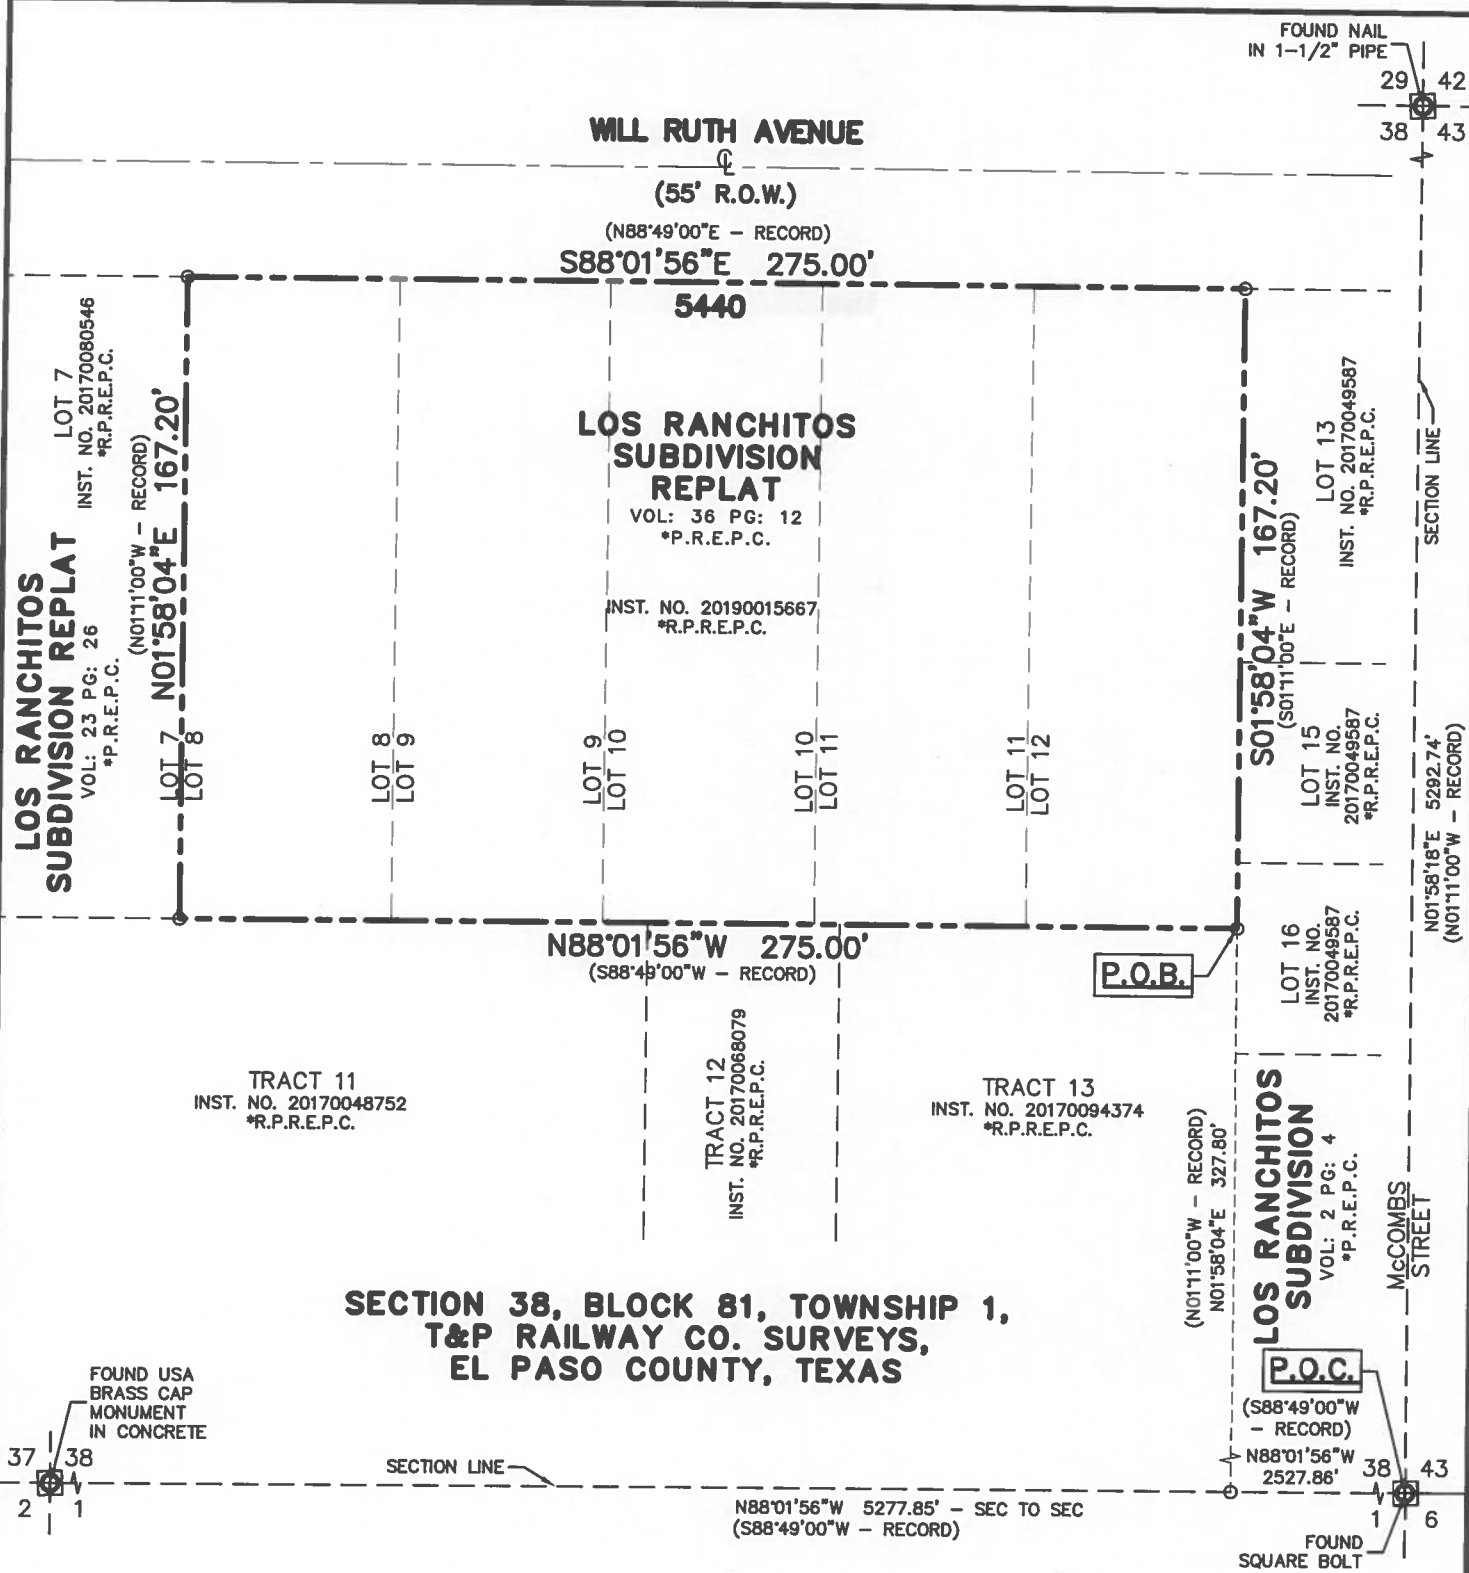 FOUND NAIL
IN 1-1/2" PIPE
29 42
38 43
WILL RUTH AVENUE
℄
(55' R.O.W.)
(N88°49'00"E - RECORD)
S88°01'56"E 275.00'
5440
LOS RANCHITOS
SUBDIVISION
REPLAT
VOL: 36 PG: 12
*P.R.E.P.C.
INST. NO. 20190015667
*R.P.R.E.P.C.
LOT 7
INST. NO. 20170080546
*R.P.R.E.P.C.
LOS RANCHITOS
SUBDIVISION REPLAT
VOL: 23 PG: 26
*P.R.E.P.C.
(N01°11'00"W - RECORD)
N01°58'04"E 167.20'
LOT 7
LOT 8
LOT 8
LOT 9
LOT 9
LOT 10
LOT 10
LOT 11
LOT 11
LOT 12
S01°58'04"W 167.20'
(S01°11'00"E - RECORD)
LOT 13
INST. NO. 20170049587
*R.P.R.E.P.C.
SECTION LINE
LOT 15
INST. NO.
20170049587
*R.P.R.E.P.C.
LOT 16
INST. NO.
20170049587
*R.P.R.E.P.C.
N01°58'18"E 5292.74'
(N01°11'00"W - RECORD)
N88°01'56"W 275.00'
(S88°49'00"W - RECORD)
P.O.B.
TRACT 11
INST. NO. 20170048752
*R.P.R.E.P.C.
TRACT 12
INST. NO. 20170068079
*R.P.R.E.P.C.
TRACT 13
INST. NO. 20170094374
*R.P.R.E.P.C.
(N01°11'00"W - RECORD)
N01°58'04"E 327.80'
LOS RANCHITOS
SUBDIVISION
VOL: 2 PG: 4
*P.R.E.P.C.
McCOMBS
STREET
SECTION 38, BLOCK 81, TOWNSHIP 1,
T&P RAILWAY CO. SURVEYS,
EL PASO COUNTY, TEXAS
FOUND USA
BRASS CAP
MONUMENT
IN CONCRETE
37 38
2 1
SECTION LINE
N88°01'56"W 5277.85' - SEC TO SEC
(S88°49'00"W - RECORD)
P.O.C.
(S88°49'00"W
- RECORD)
N88°01'56"W
2527.86'
38 43
1 6
FOUND
SQUARE BOLT